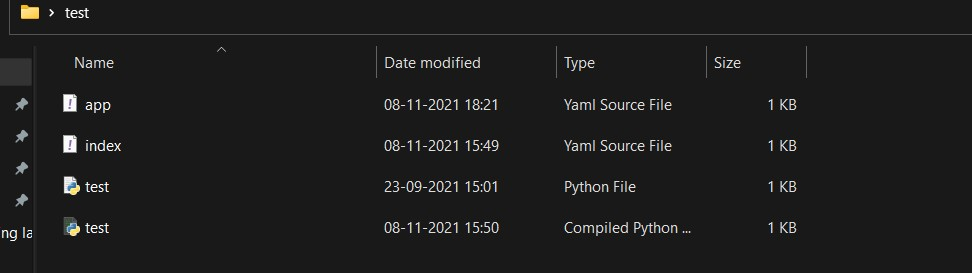 test
Name Date modified Type Size
app 08-11-2021 18:21 Yaml Source File 1 KB
index 08-11-2021 15:49 Yaml Source File 1 KB
test 23-09-2021 15:01 Python File 1 KB
test 08-11-2021 15:50 Compiled Python ... 1 KB
ng la